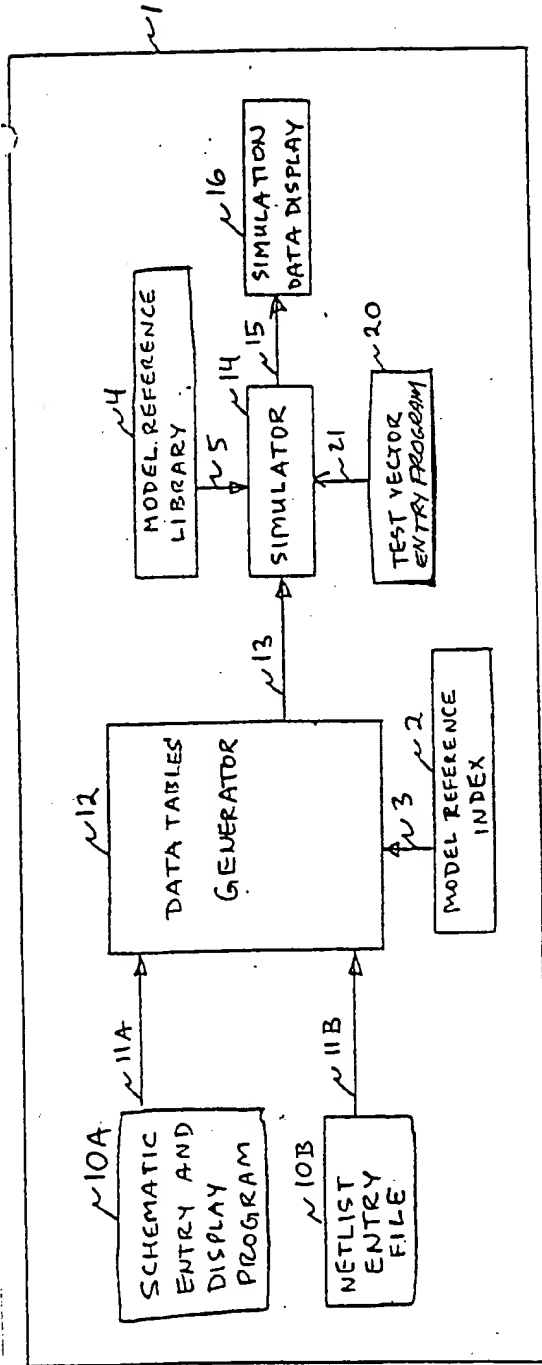 1
10A
SCHEMATIC
ENTRY AND
DISPLAY
PROGRAM
11A
10B
NETLIST
ENTRY
FILE
11B
12
DATA TABLES
GENERATOR
3
2
MODEL REFERENCE
INDEX
13
4
MODEL REFERENCE
LIBRARY
5
14
SIMULATOR
15
16
SIMULATION
DATA DISPLAY
21
20
TEST VECTOR
ENTRY PROGRAM